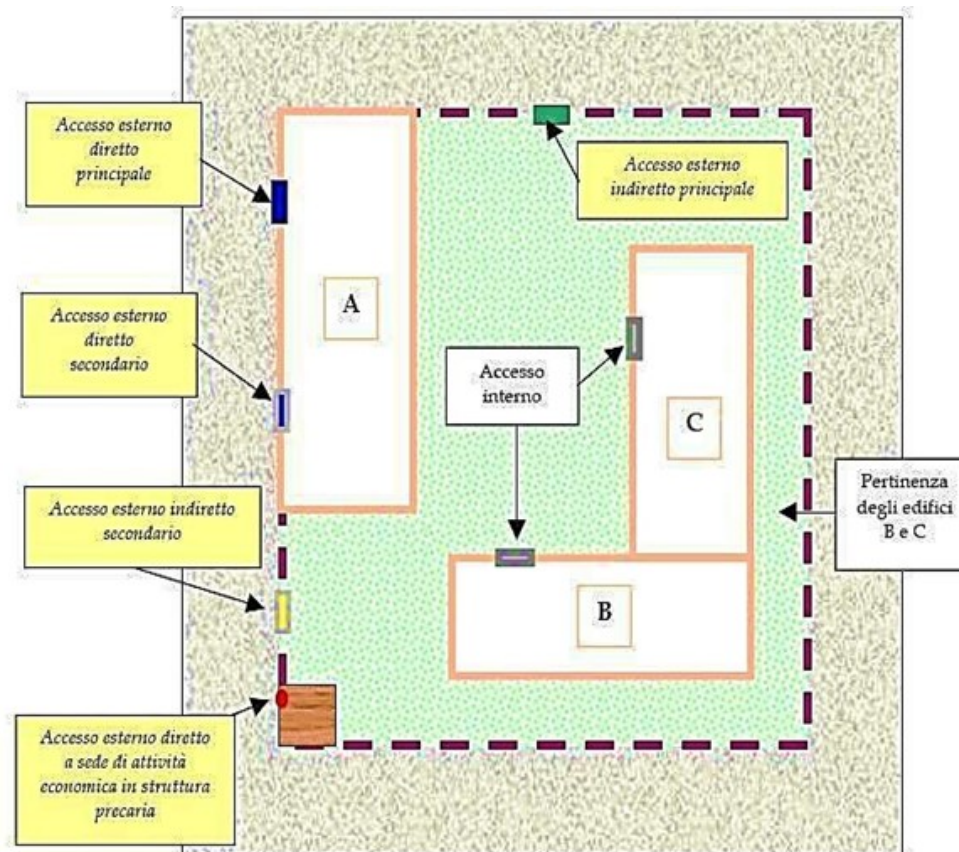 Accesso esterno
diretto
principale
Accesso esterno
indiretto principale
A
Accesso esterno
diretto
secondario
Accesso
interno
C
Accesso esterno indiretto
secondario
Pertinenza
degli edifici
B e C
B
Accesso esterno diretto
a sede di attività
economica in struttura
precaria